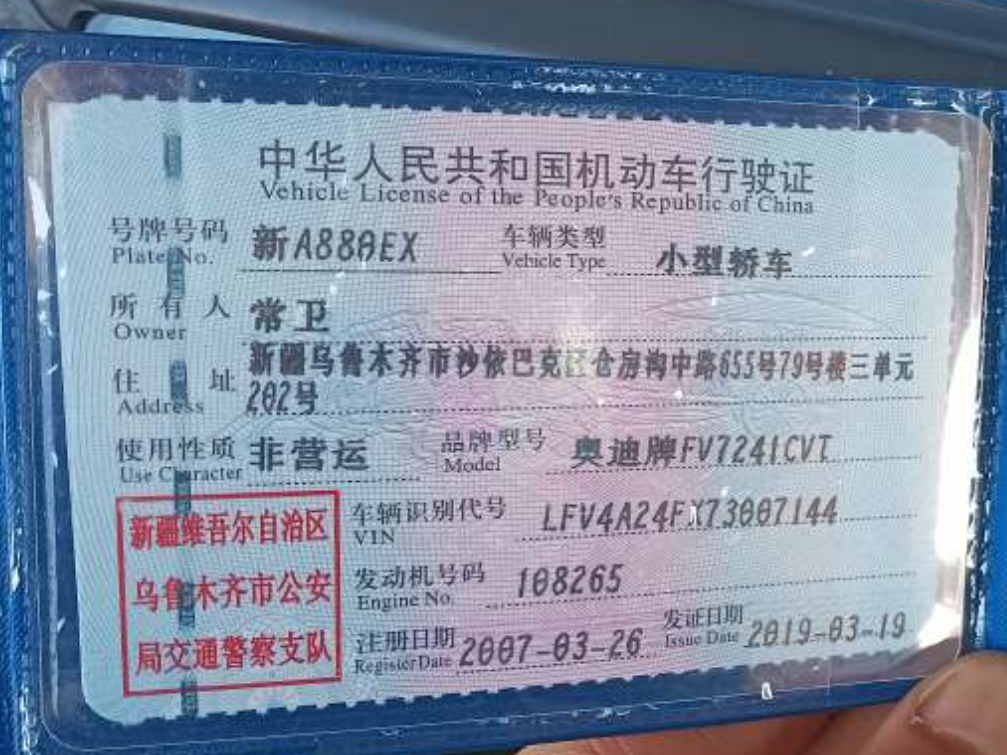 中华人民共和国机动车行驶证
Vehicle License of the People's Republic of China
号牌号码 新A880EX 车辆类型 小型轿车
Plate No. Vehicle Type
所有人 常卫
Owner
住址 新疆乌鲁木齐市沙依巴克区仓房沟中路655号79号楼三单元
Address 202号
使用性质 非营运 品牌型号 奥迪牌FV7241CVT
Use Character Model
新疆维吾尔自治区
乌鲁木齐市公安
局交通警察支队
车辆识别代号 LFV4A24FX73007144
VIN
发动机号码 108265
Engine No.
注册日期 2007-03-26 发证日期 2019-03-19
Register Date Issue Date